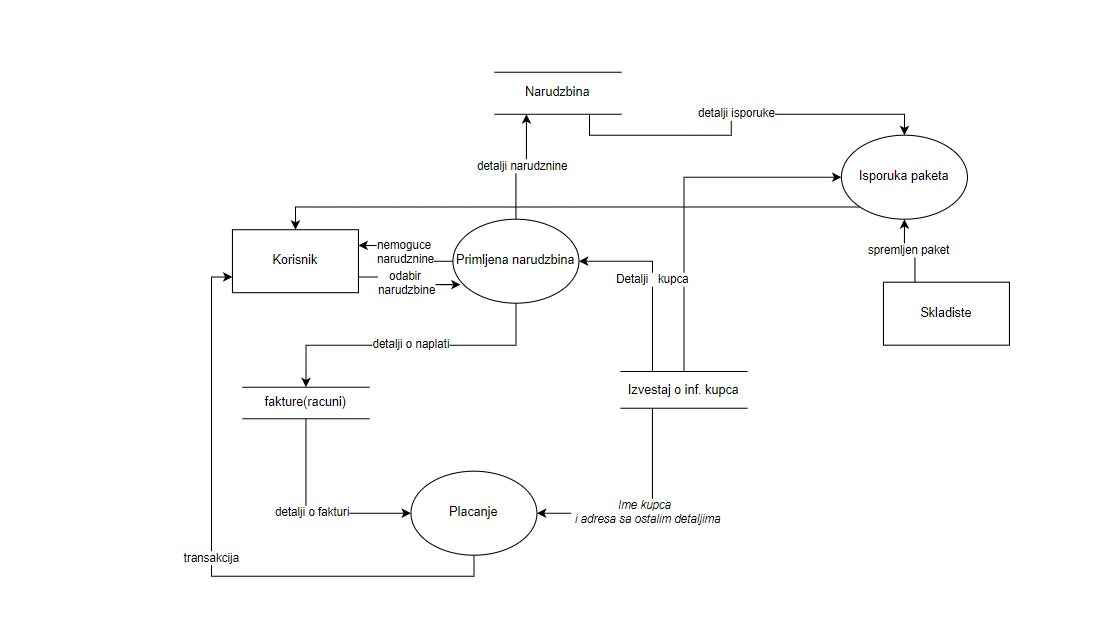 Narudzbina
detalji isporuke
detalji narudznine
Isporuka paketa
Korisnik
nemoguce
narudznine
Primljena narudzbina
odabir
narudzbine
Detalji kupca
spremljen paket
Skladiste
detalji o naplati
fakture(racuni)
Izvestaj o inf. kupca
detalji o fakturi
Placanje
Ime kupca
i adresa sa ostalim detaljima
transakcija